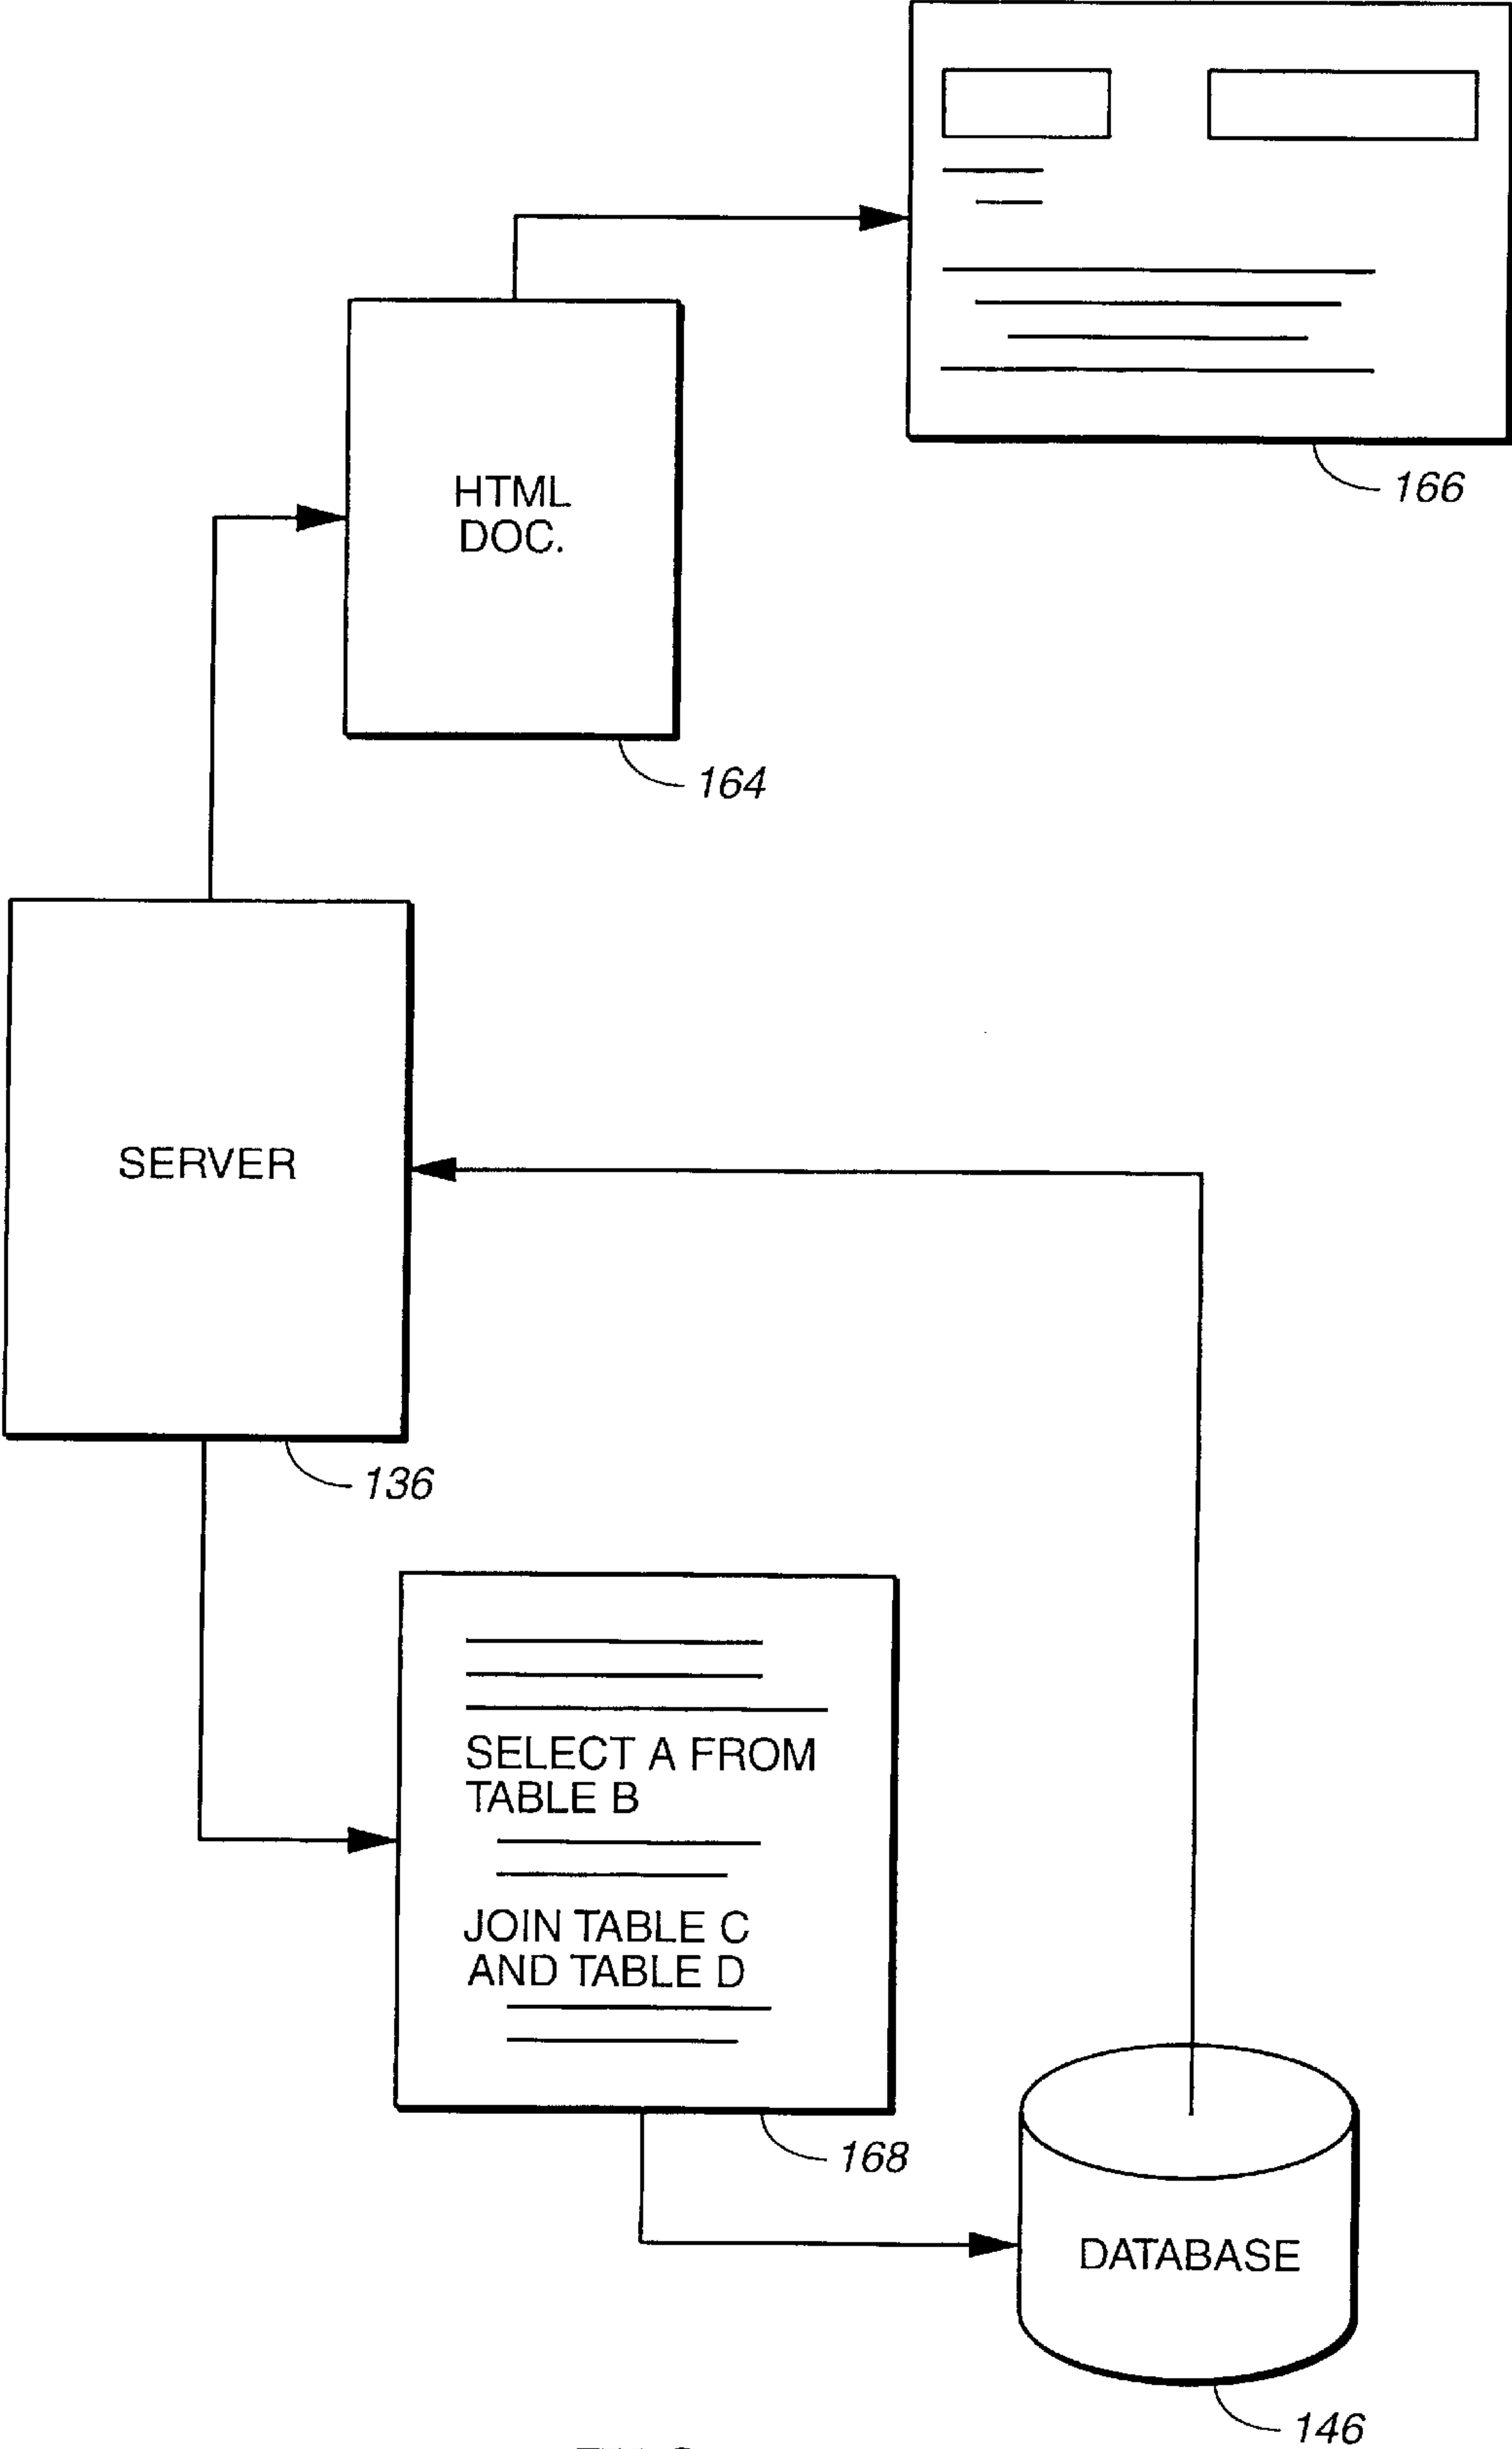 166
HTML
DOC.
164
SERVER
136
SELECT A FROM
TABLE B
JOIN TABLE C
AND TABLE D
168
DATABASE
146